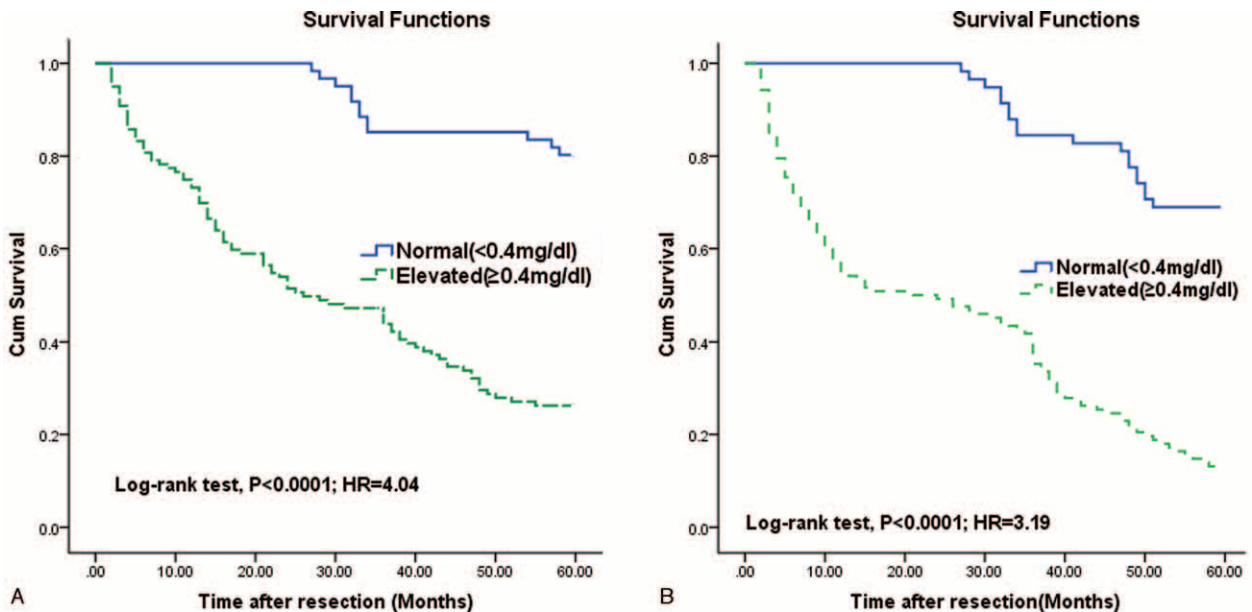 Survival Functions
1.0
0.8
0.6
0.4
0.2
0.0
Cum Survival
Normal(<0.4mg/dl)
Elevated(≥0.4mg/dl)
Log-rank test, P<0.0001; HR=4.04
.00 10.00 20.00 30.00 40.00 50.00 60.00
A
Time after resection (Months)
Survival Functions
1.0
0.8
0.6
0.4
0.2
0.0
Cum Survival
Normal(<0.4mg/dl)
Elevated(≥0.4mg/dl)
Log-rank test, P<0.0001; HR=3.19
.00 10.00 20.00 30.00 40.00 50.00 60.00
B
Time after resection(Months)